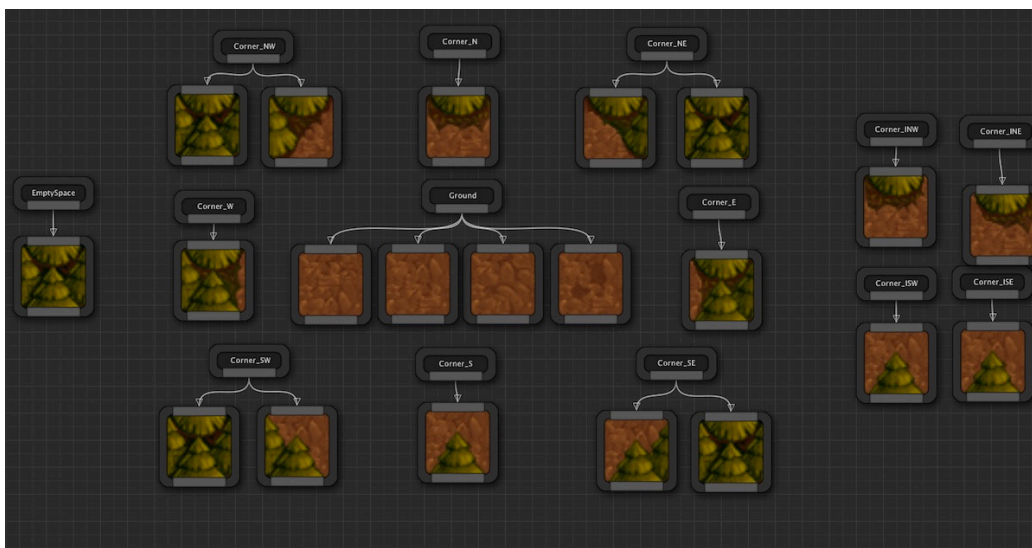 Corner_NW
Corner_N
Corner_NE
Corner_INW
Corner_INE
EmptySpace
Corner_W
Ground
Corner_E
Corner_ISW
Corner_ISE
Corner_SW
Corner_S
Corner_SE